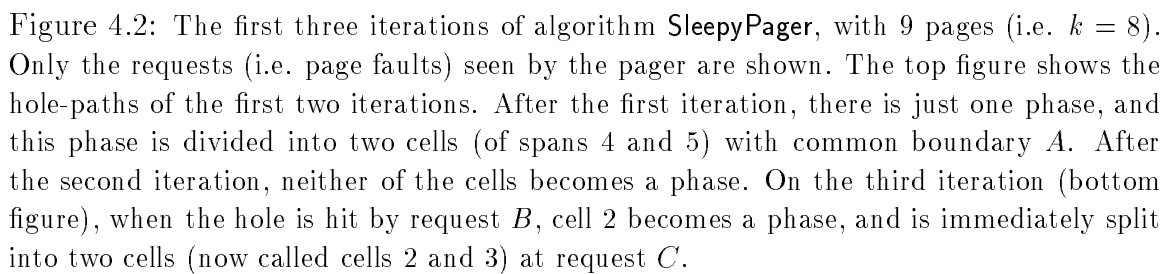 Figure 4.2: The first three iterations of algorithm SleepyPager, with 9 pages (i.e. k = 8).
Only the requests (i.e. page faults) seen by the pager are shown. The top figure shows the
hole-paths of the first two iterations. After the first iteration, there is just one phase, and
this phase is divided into two cells (of spans 4 and 5) with common boundary A. After
the second iteration, neither of the cells becomes a phase. On the third iteration (bottom
figure), when the hole is hit by request B, cell 2 becomes a phase, and is immediately split
into two cells (now called cells 2 and 3) at request C.